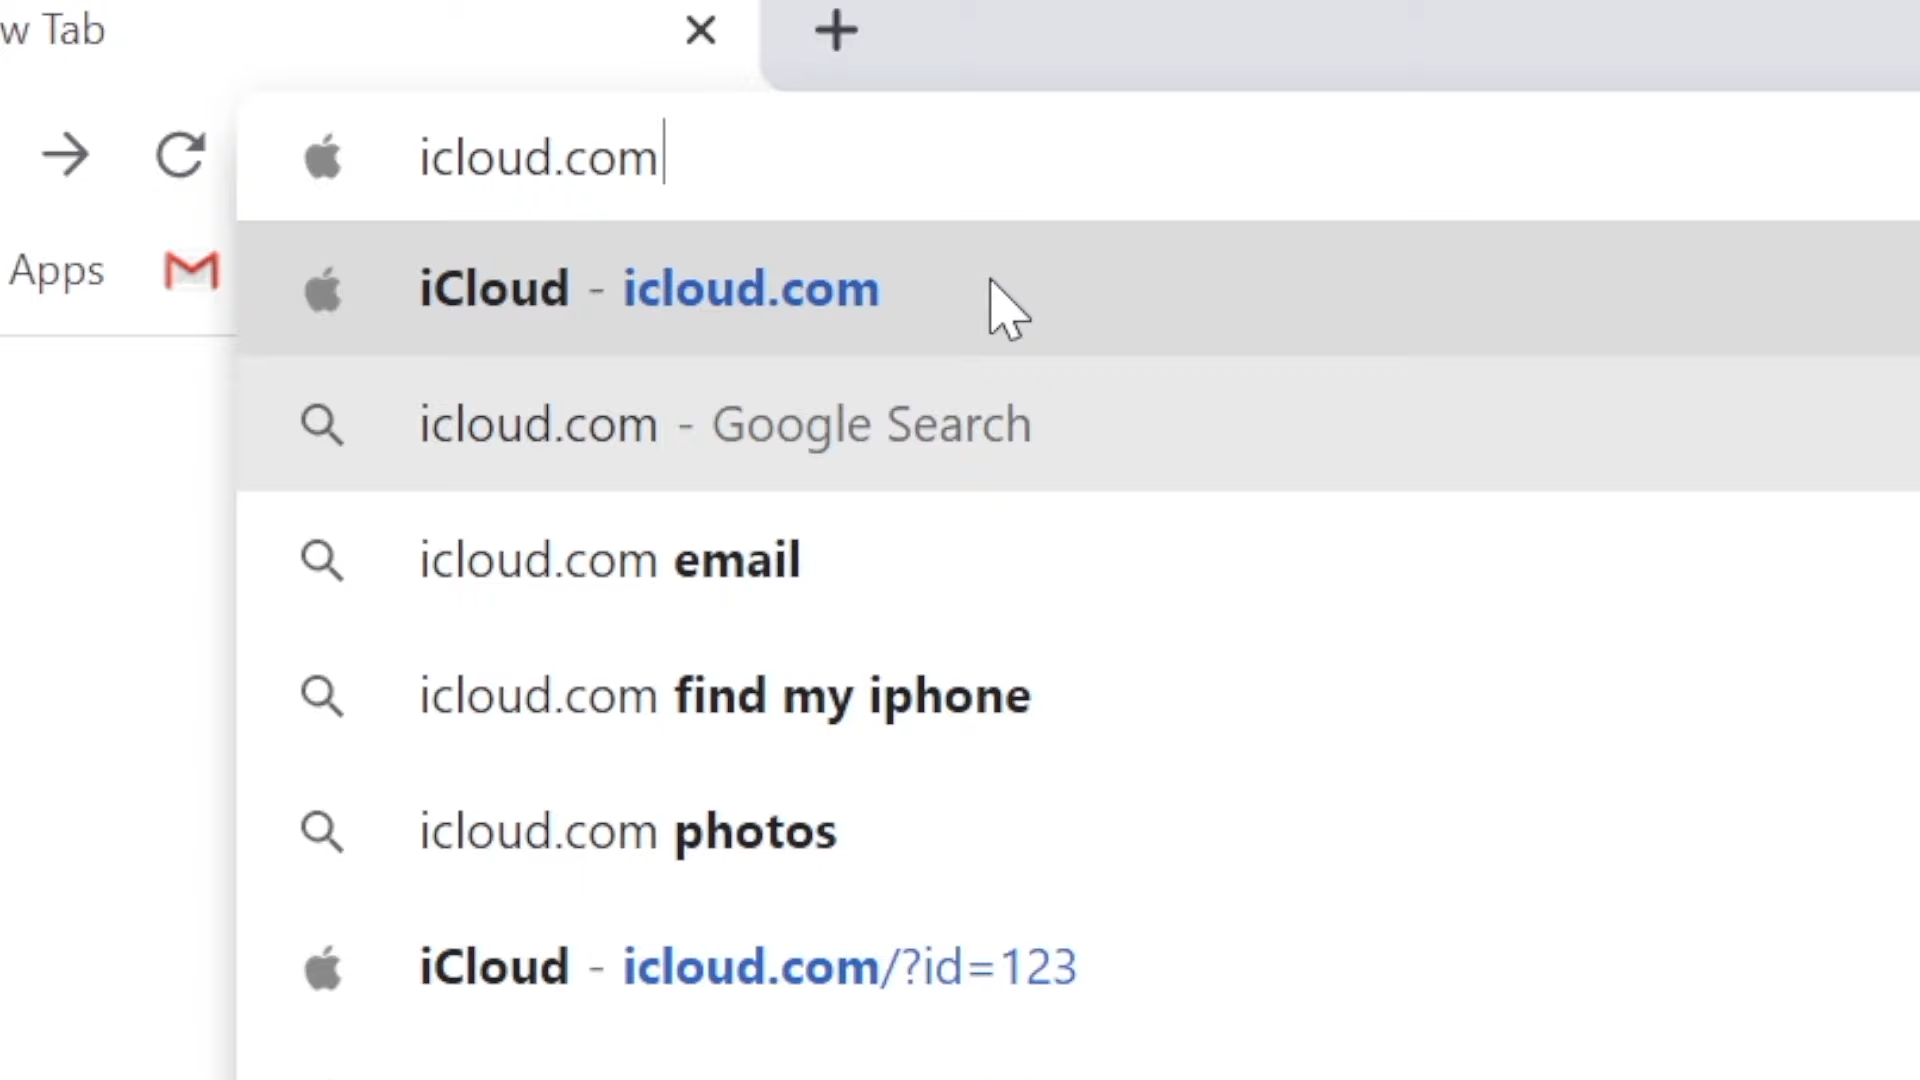 w Tab
icloud.com
Apps
iCloud - icloud.com
icloud.com - Google Search
icloud.com email
icloud.com find my iphone
icloud.com photos
iCloud - icloud.com/?id=123